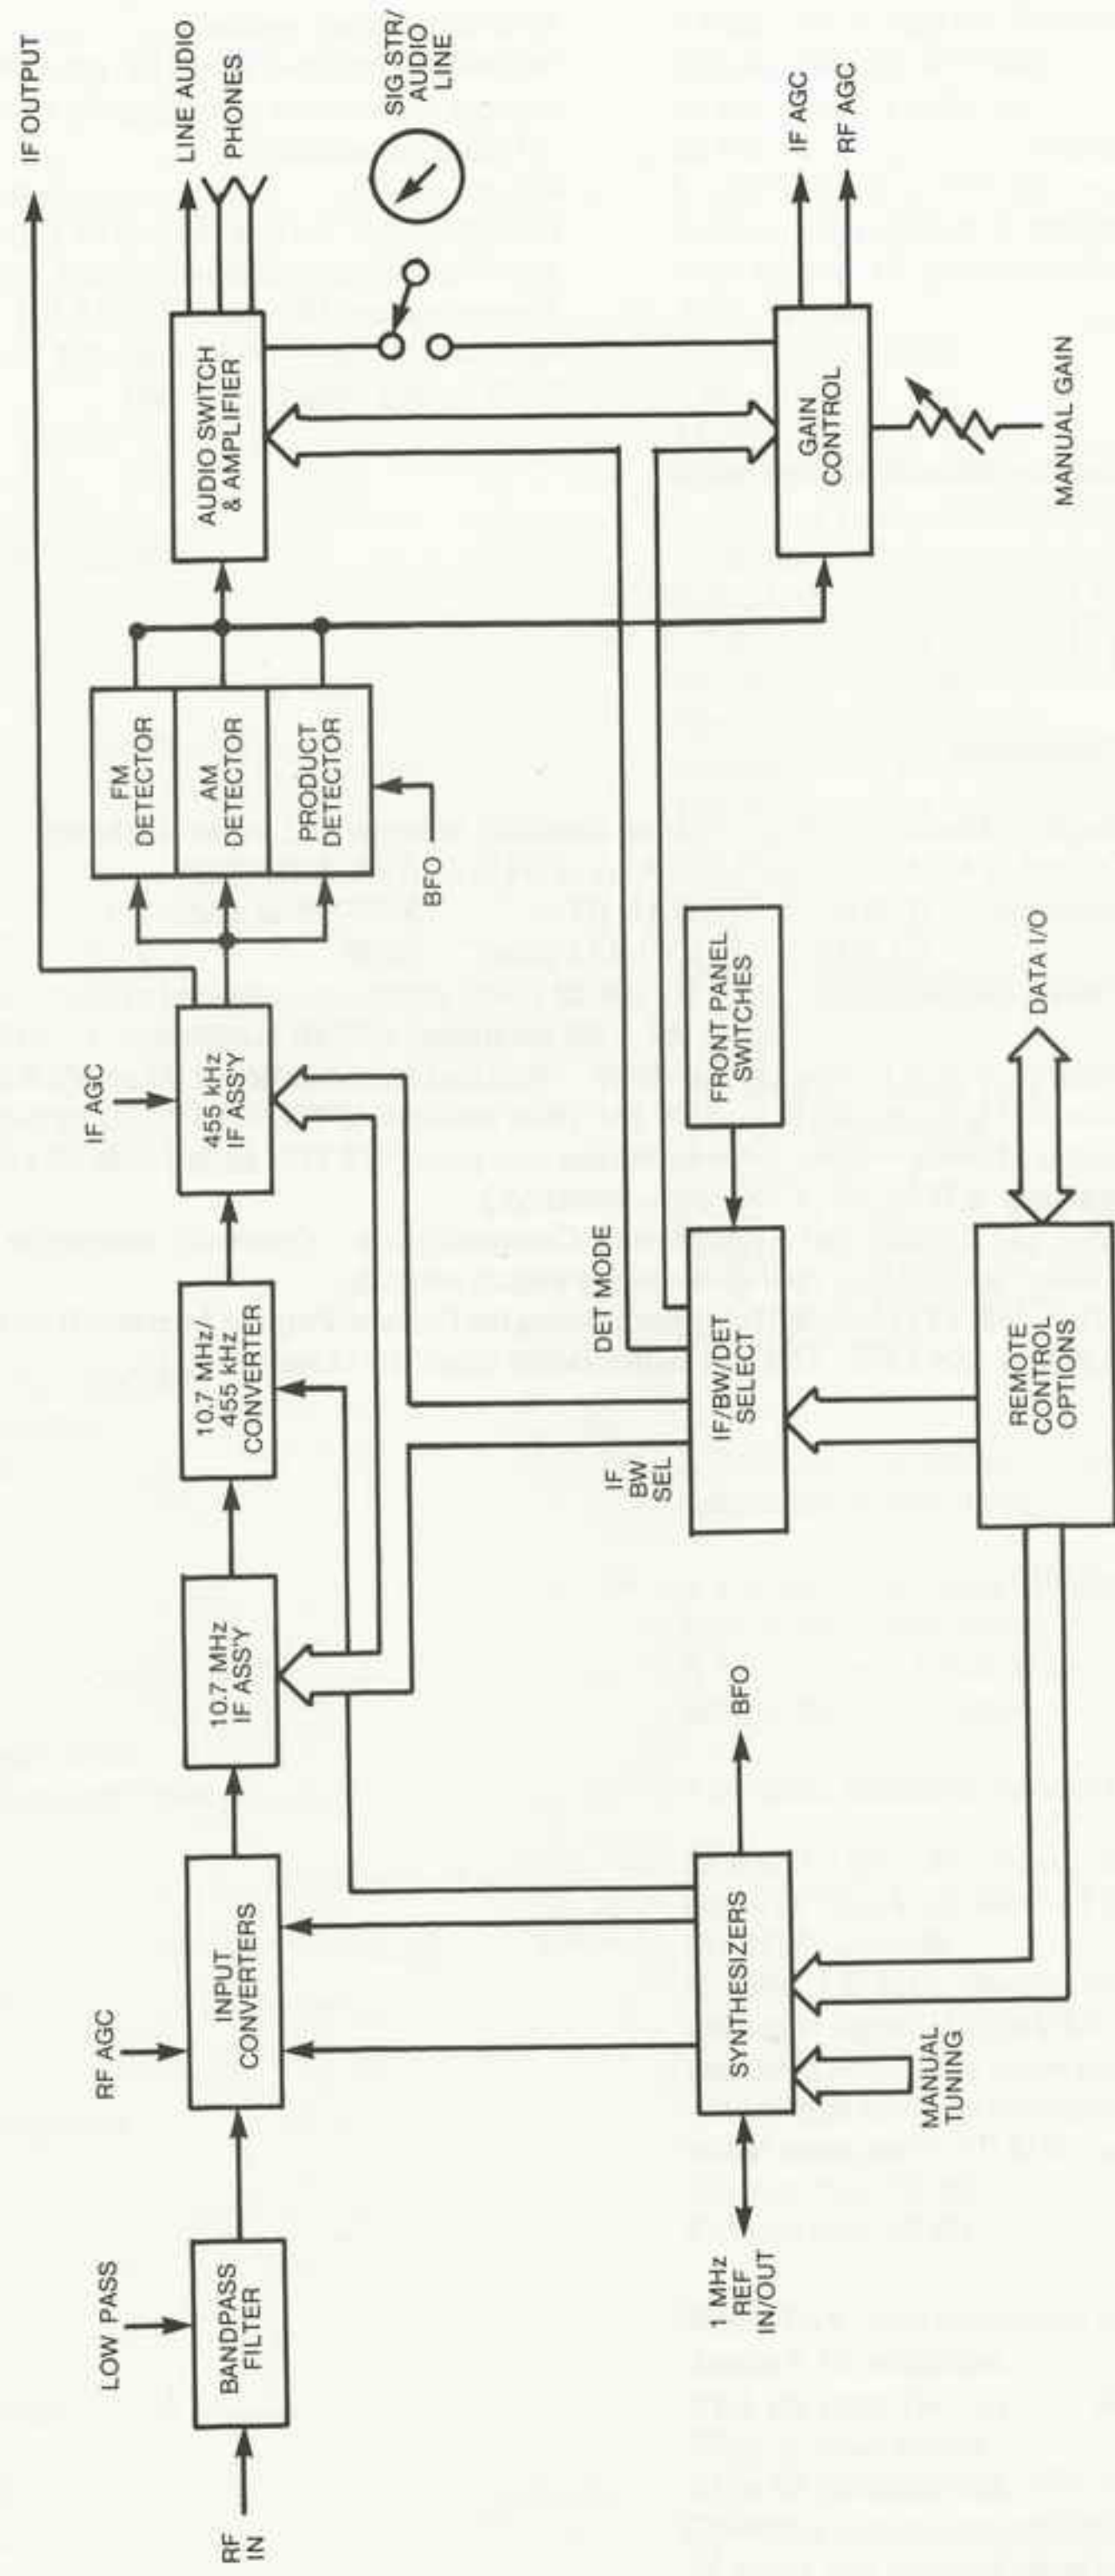 RF
IN
LOW PASS
BANDPASS
FILTER
RF AGC
INPUT
CONVERTERS
10.7 MHz
IF ASS'Y
10.7 MHz/
455 kHz
CONVERTER
IF AGC
455 kHz
IF ASS'Y
IF OUTPUT
FM
DETECTOR
AM
DETECTOR
PRODUCT
DETECTOR
BFO
AUDIO SWITCH
& AMPLIFIER
LINE AUDIO
PHONES
SIG STR/
AUDIO
LINE
1 MHz
REF
IN/OUT
SYNTHESIZERS
BFO
MANUAL
TUNING
IF
BW
SEL
DET MODE
IF/BW/DET
SELECT
FRONT PANEL
SWITCHES
REMOTE
CONTROL
OPTIONS
DATA I/O
GAIN
CONTROL
IF AGC
RF AGC
MANUAL GAIN